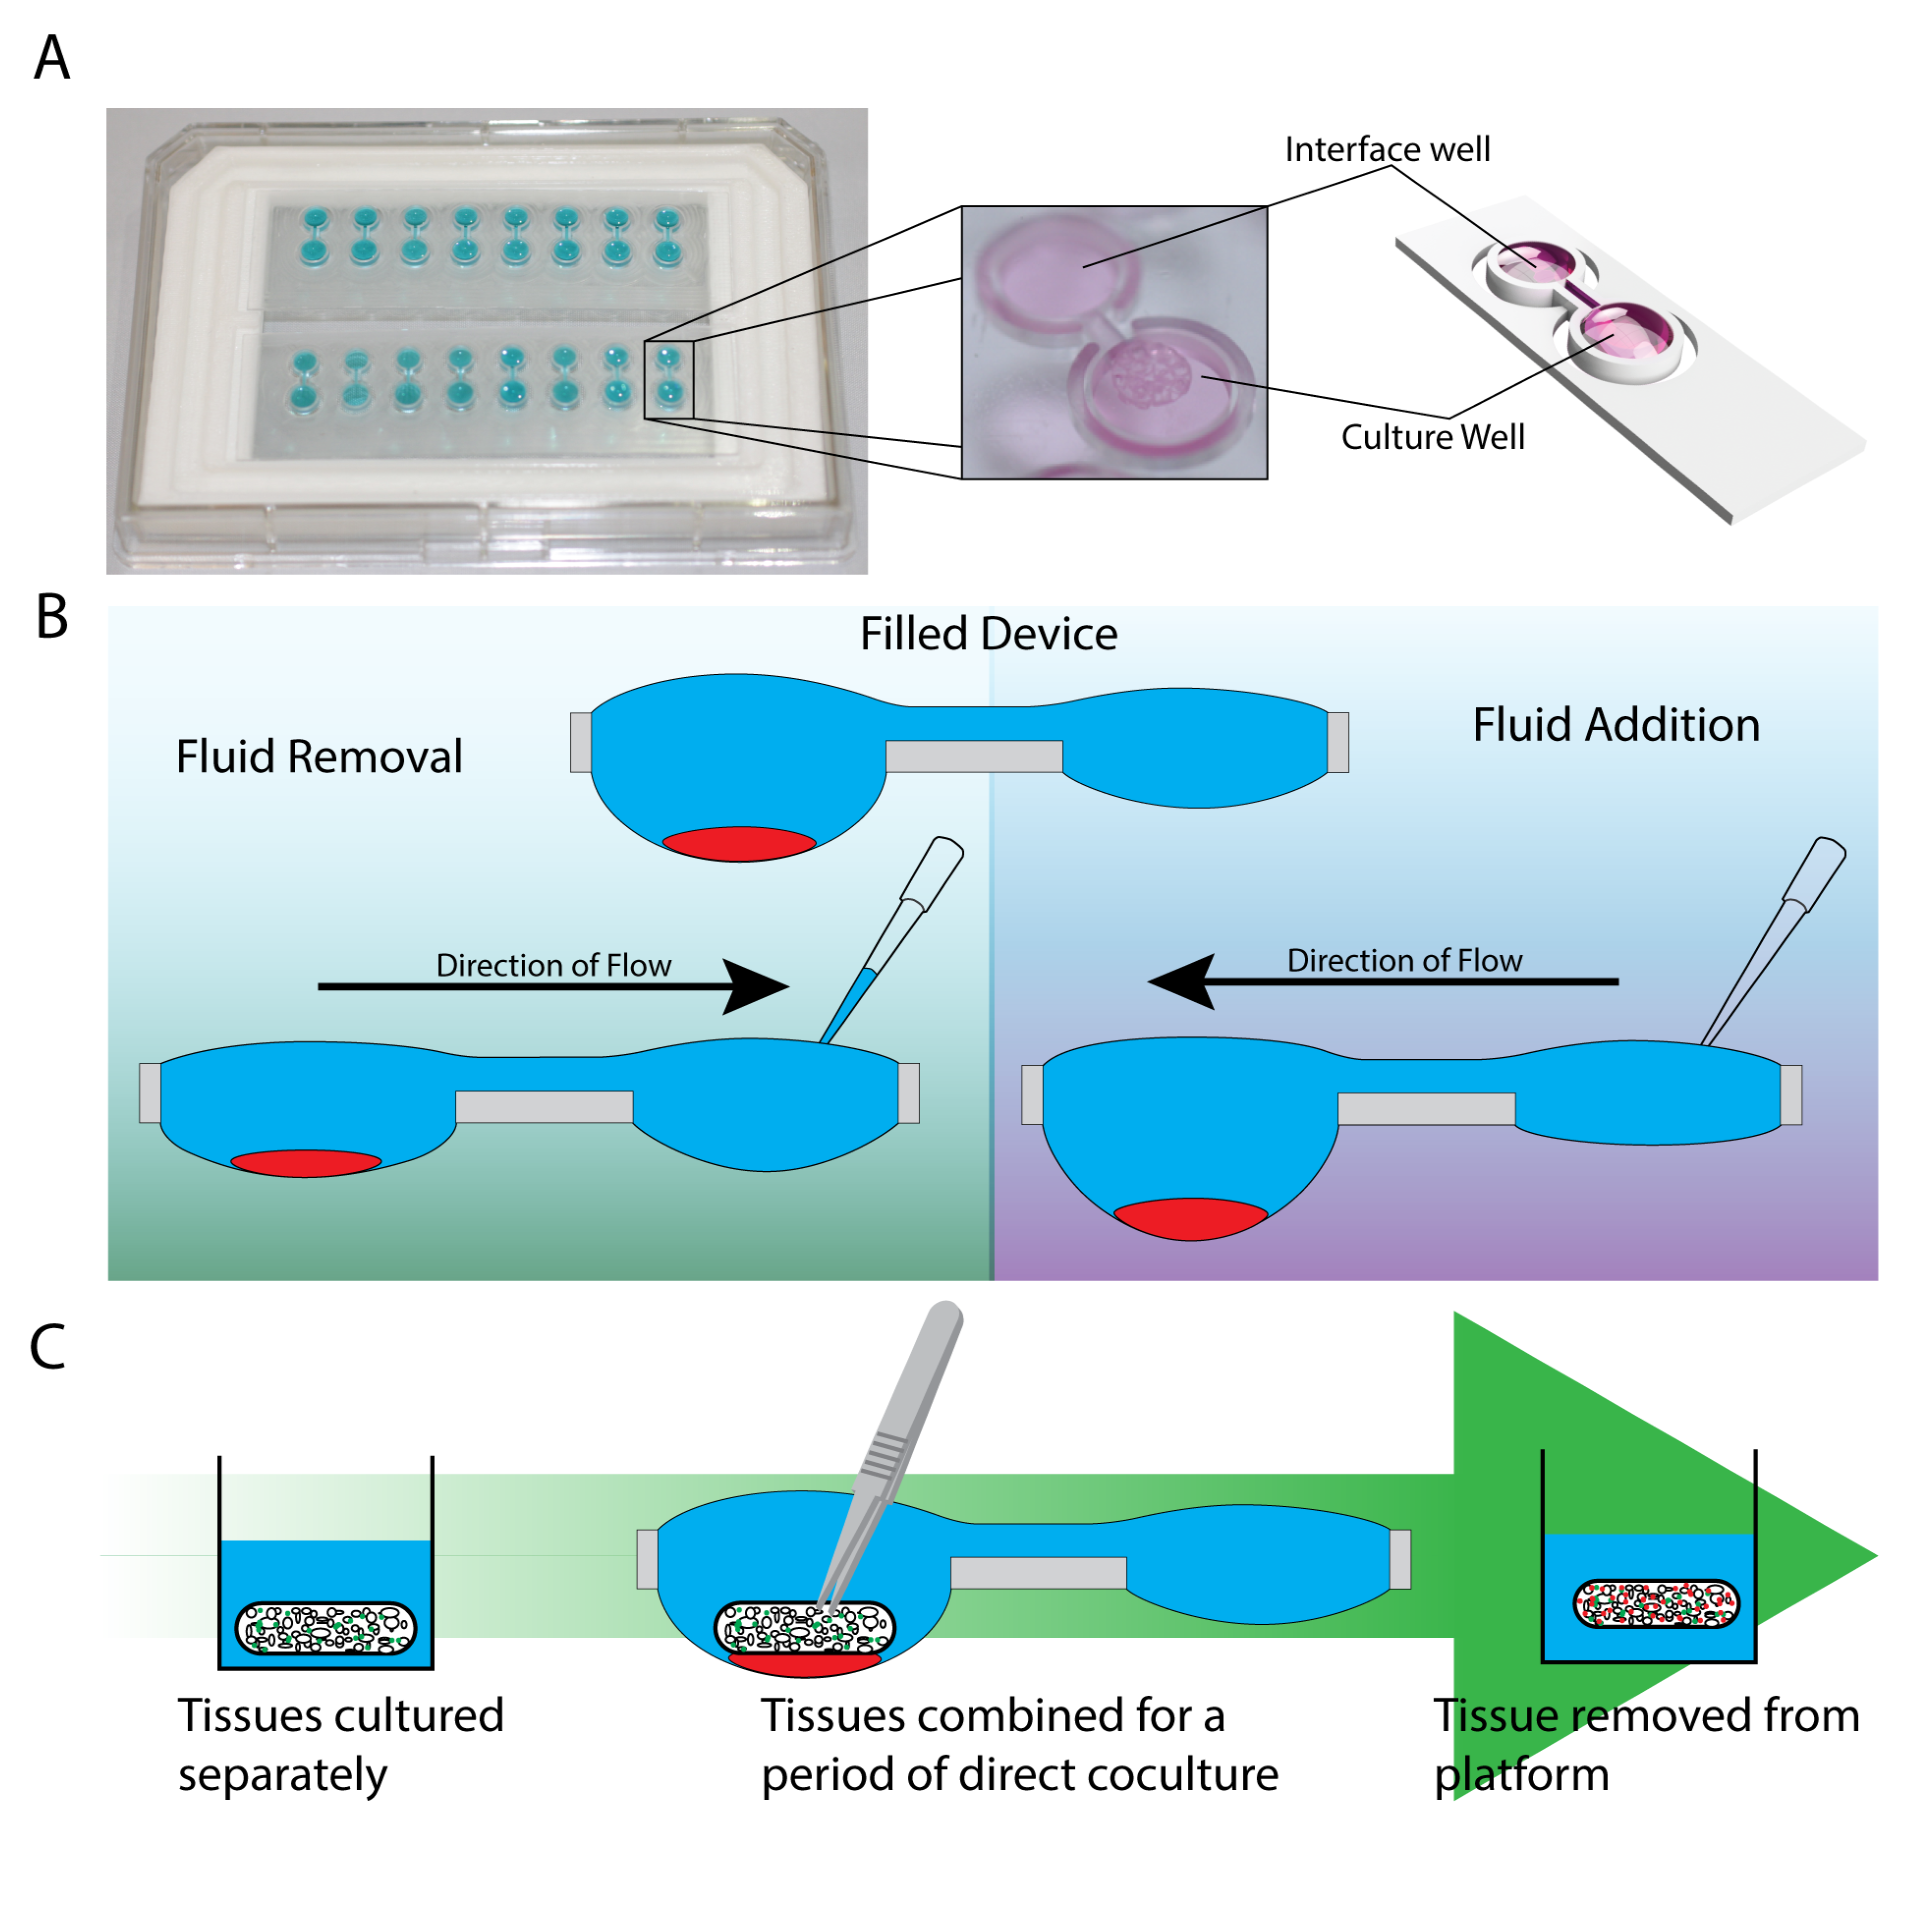 A
Interface well
Culture Well
B
Filled Device
Fluid Removal
Fluid Addition
Direction of Flow
Direction of Flow
C
Tissues cultured
separately
Tissues combined for a
period of direct coculture
Tissue removed from
platform